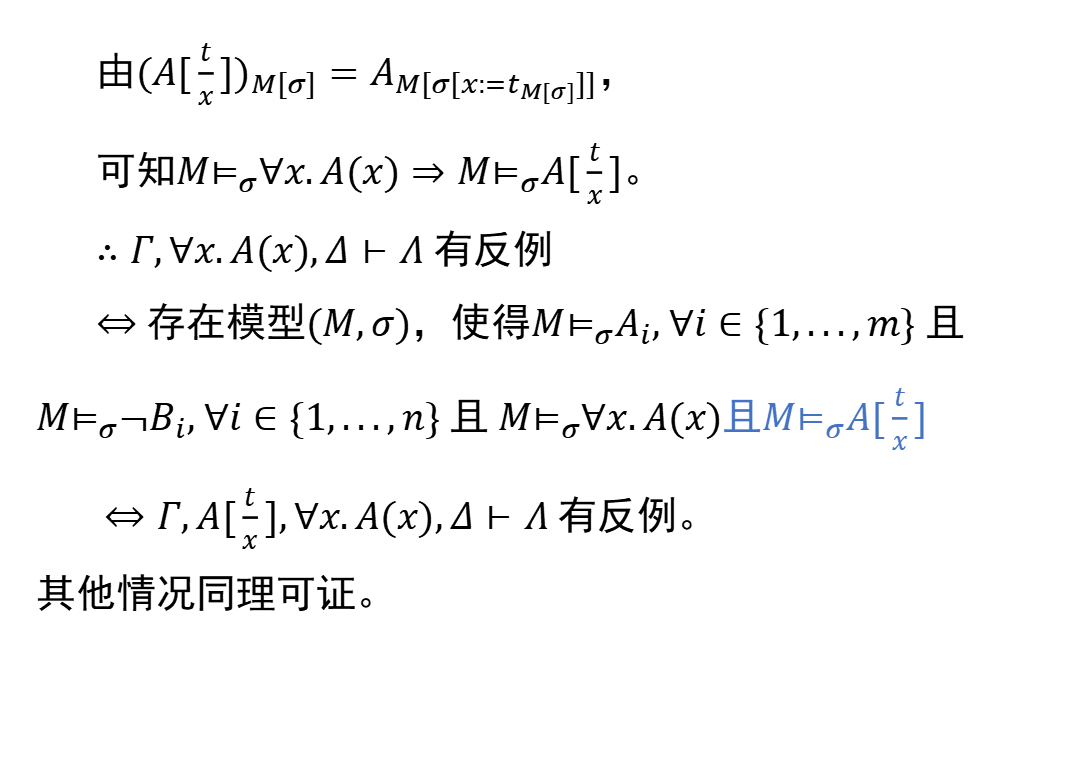 由(A[t/x])_{M[σ]} = A_{M[σ[x:=t_{M[σ]}]]}，
可知M⊨_σ∀x. A(x) ⇒ M⊨_σA[t/x]。
∴ Γ, ∀x. A(x), Δ ⊢ Λ 有反例
⇔ 存在模型(M, σ)，使得M⊨_σA_i, ∀i ∈ {1, . . . , m} 且
M⊨_σ¬B_i, ∀i ∈ {1, . . . , n} 且 M⊨_σ∀x. A(x)且M⊨_σA[t/x]
⇔ Γ, A[t/x], ∀x. A(x), Δ ⊢ Λ 有反例。
其他情况同理可证。